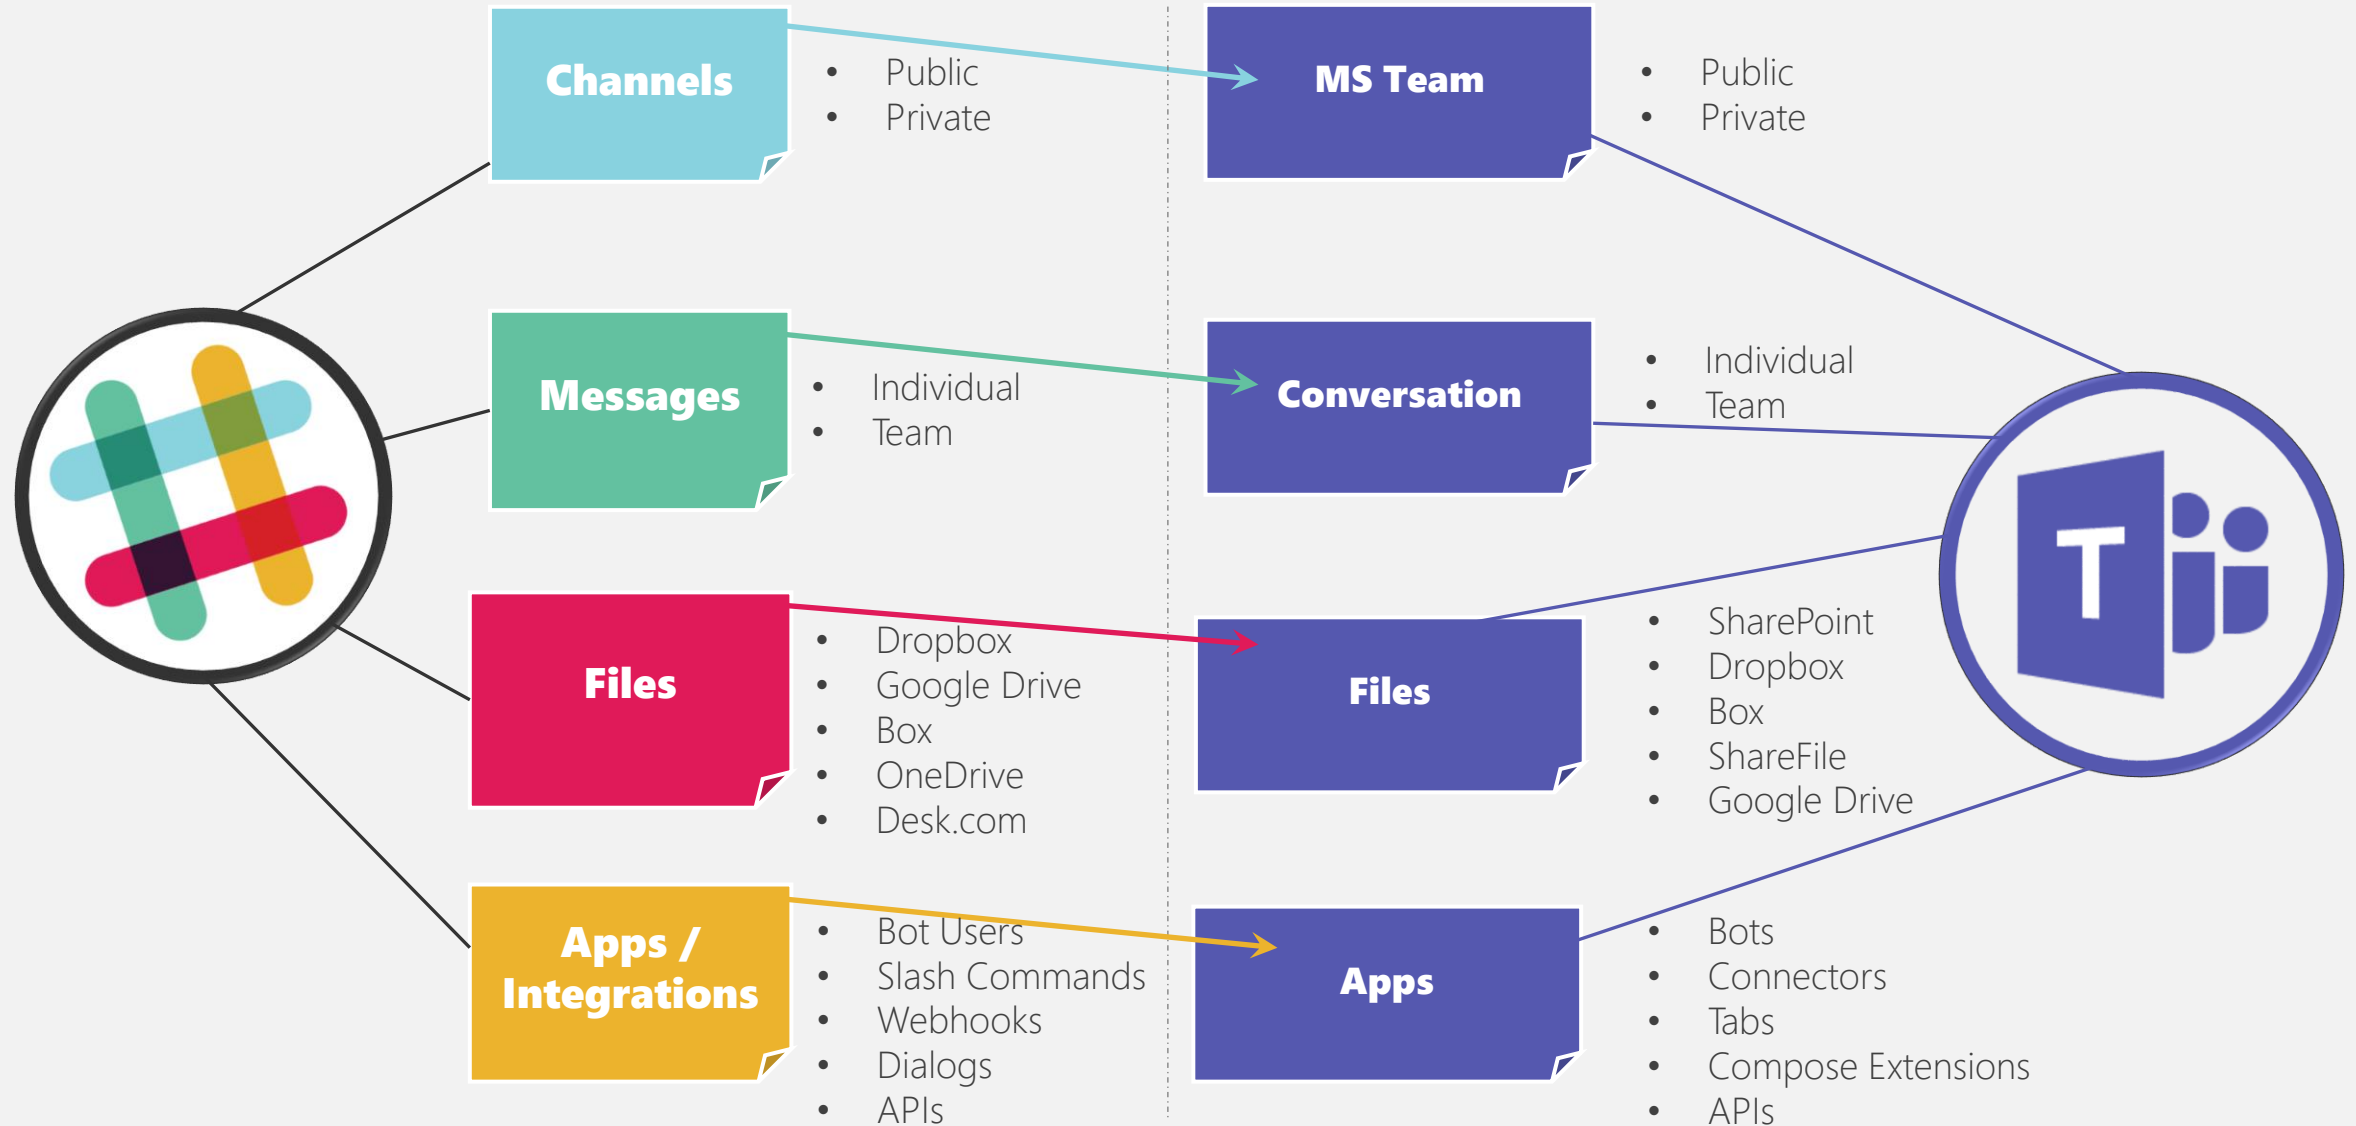 Channels
• Public
• Private
MS Team
• Public
• Private
Messages
• Individual
• Team
Conversation
• Individual
• Team
Files
• Dropbox
• Google Drive
• Box
• OneDrive
• Desk.com
Files
• SharePoint
• Dropbox
• Box
• ShareFile
• Google Drive
T
Apps /
Integrations
• Bot Users
• Slash Commands
• Webhooks
• Dialogs
• APIs
Apps
• Bots
• Connectors
• Tabs
• Compose Extensions
• APIs